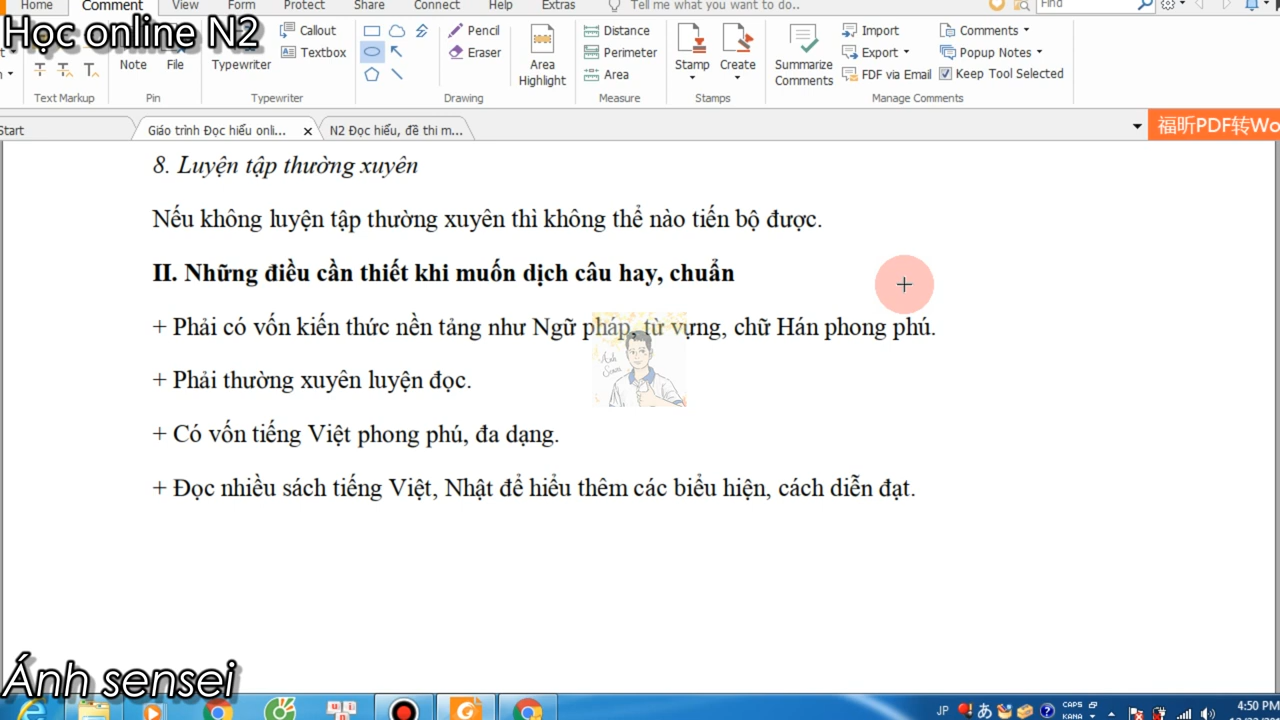 Home Comment View Form Protect Share Connect Help Extras Tell me what you want to do.. Find
Học online N2
Note File Typewriter Callout Textbox Pencil Eraser Area Highlight Distance Perimeter Area Stamp Create Summarize Comments Import Export FDF via Email Comments Popup Notes Keep Tool Selected
Text Markup Pin Typewriter Drawing Measure Stamps Manage Comments
Start Giáo trình Đọc hiểu onli... N2 Đọc hiểu, đề thi m... 福昕PDF转Wo
8. Luyện tập thường xuyên
Nếu không luyện tập thường xuyên thì không thể nào tiến bộ được.
II. Những điều cần thiết khi muốn dịch câu hay, chuẩn
+ Phải có vốn kiến thức nền tảng như Ngữ pháp, từ vựng, chữ Hán phong phú.
+ Phải thường xuyên luyện đọc.
+ Có vốn tiếng Việt phong phú, đa dạng.
+ Đọc nhiều sách tiếng Việt, Nhật để hiểu thêm các biểu hiện, cách diễn đạt.
Ánh sensei
JP あ CAPS KANA 4:50 PM